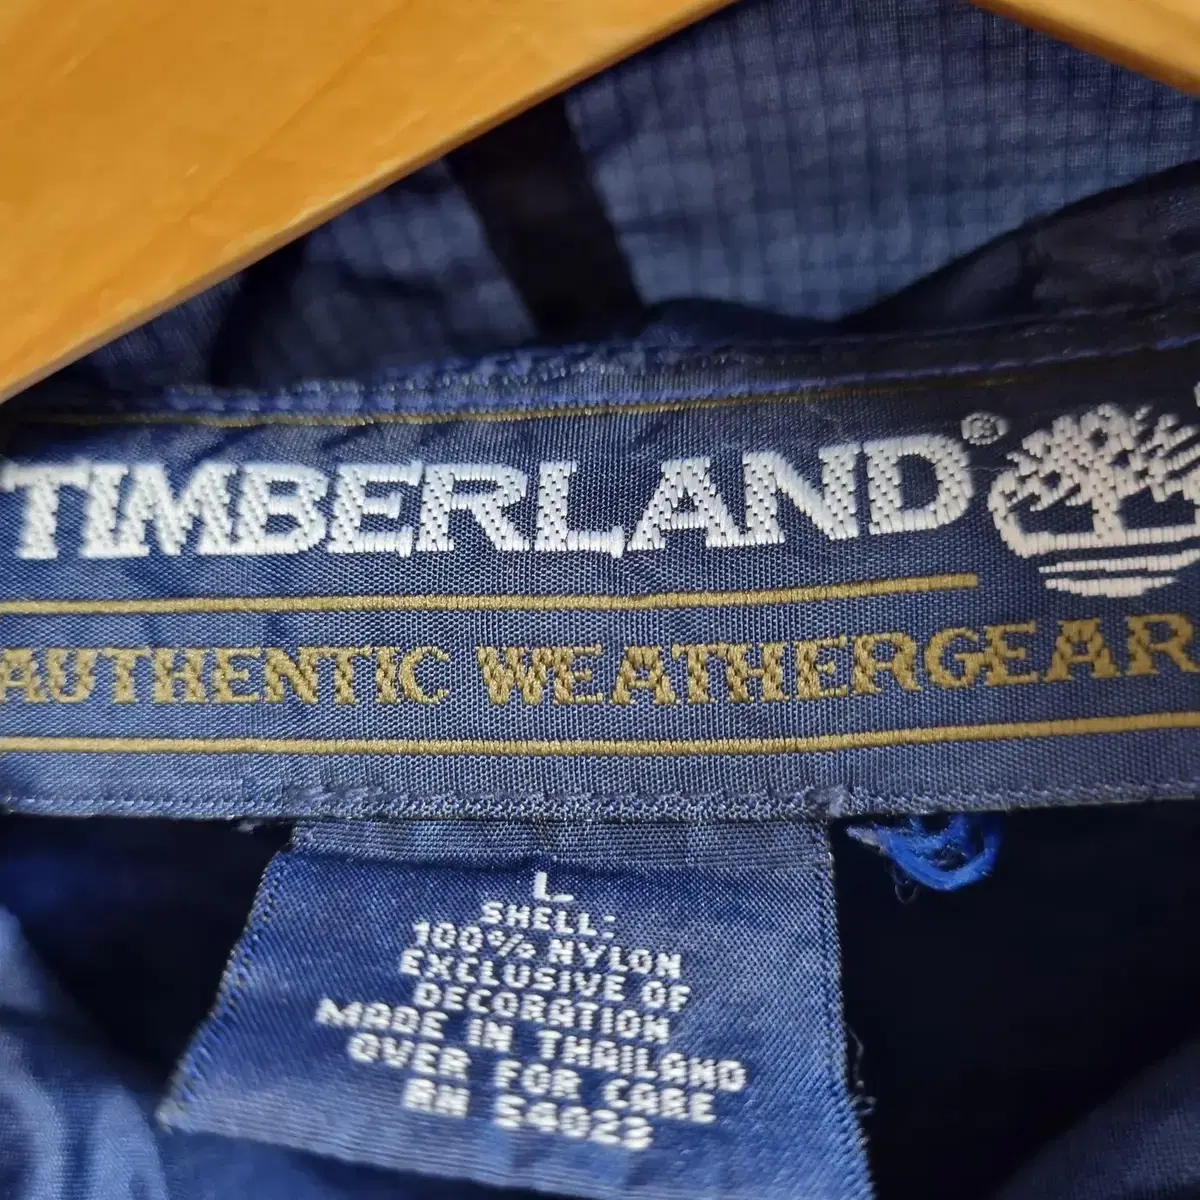 TIMBERLAND®
AUTHENTIC WEATHERGEAR
L
SHELL:
100% NYLON
EXCLUSIVE OF
DECORATION
MADE IN THAILAND
OVER FOR CARE
RN 54023